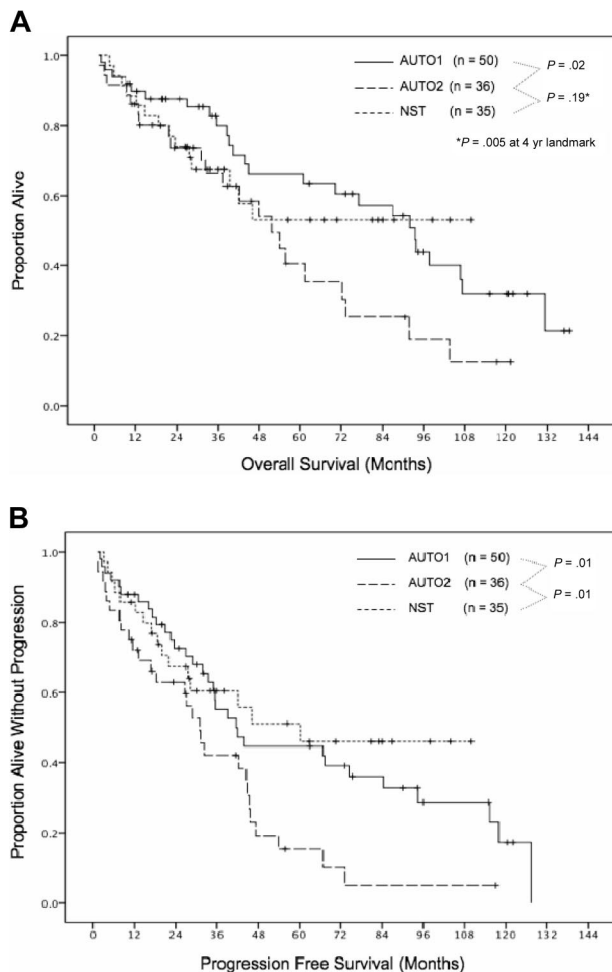 A
1.0
0.8
0.6
0.4
0.2
0.0
Proportion Alive
AUTO1 (n = 50)
AUTO2 (n = 36)
NST (n = 35)
P = .02
P = .19*
*P = .005 at 4 yr landmark
0 12 24 36 48 60 72 84 96 108 120 132 144
Overall Survival (Months)
B
1.0
0.8
0.6
0.4
0.2
0.0
Proportion Alive Without Progression
AUTO1 (n = 50)
AUTO2 (n = 36)
NST (n = 35)
P = .01
P = .01
0 12 24 36 48 60 72 84 96 108 120 132 144
Progression Free Survival (Months)